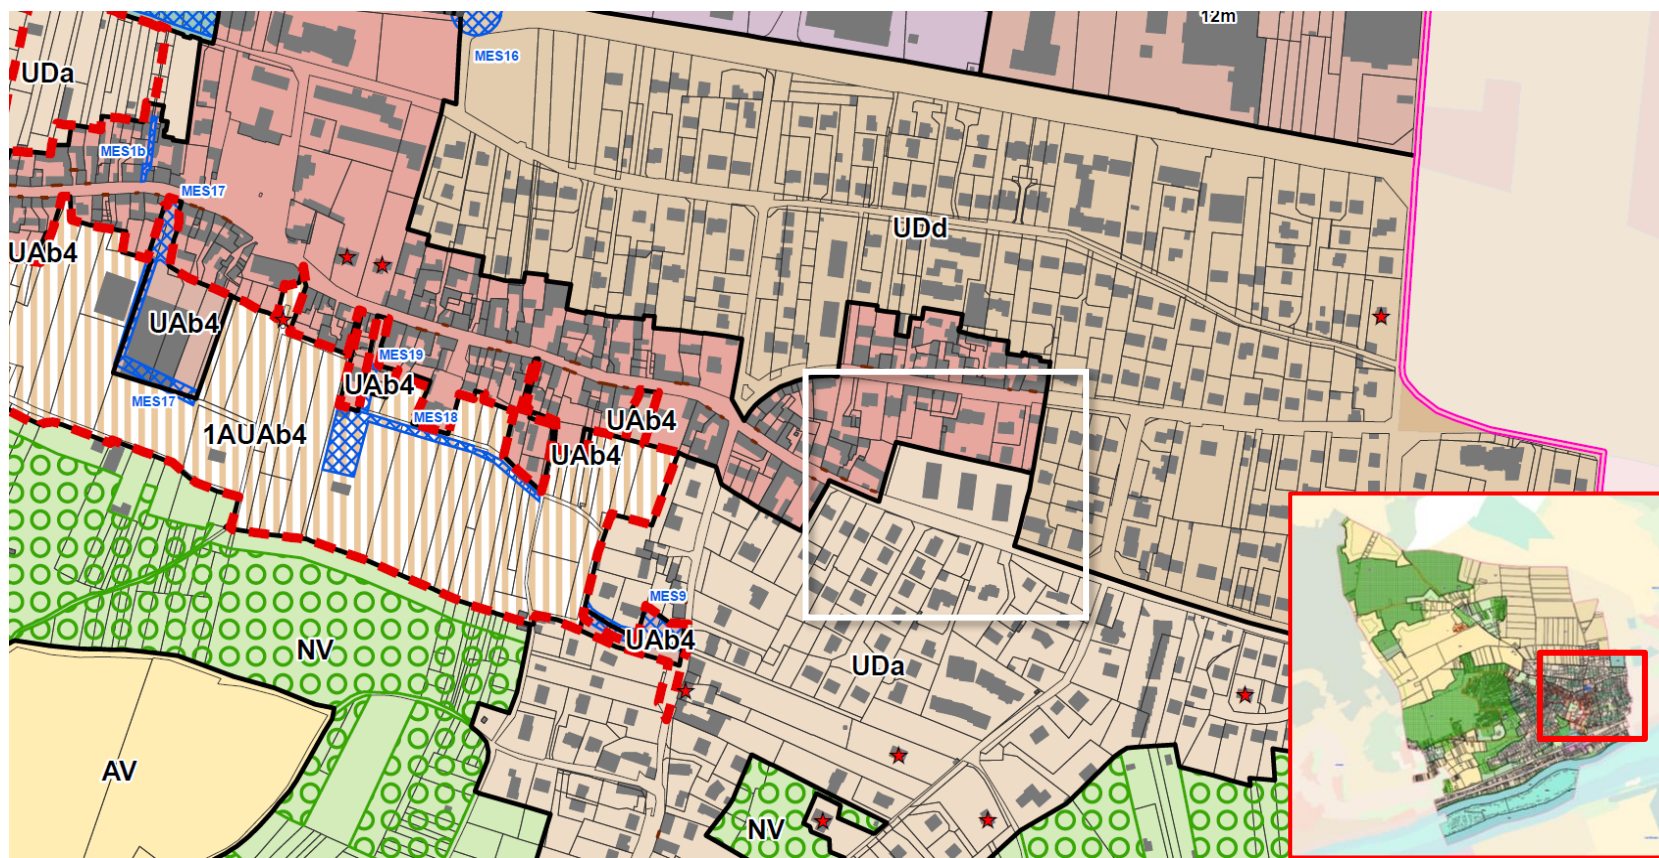 12m
MES16
UDa
MES1b
MES17
UDd
UAb4
UAb4
MES19
UAb4
MES17
MES18
UAb4
1AUAb4
UAb4
MES9
UAb4
NV
UDa
AV
NV